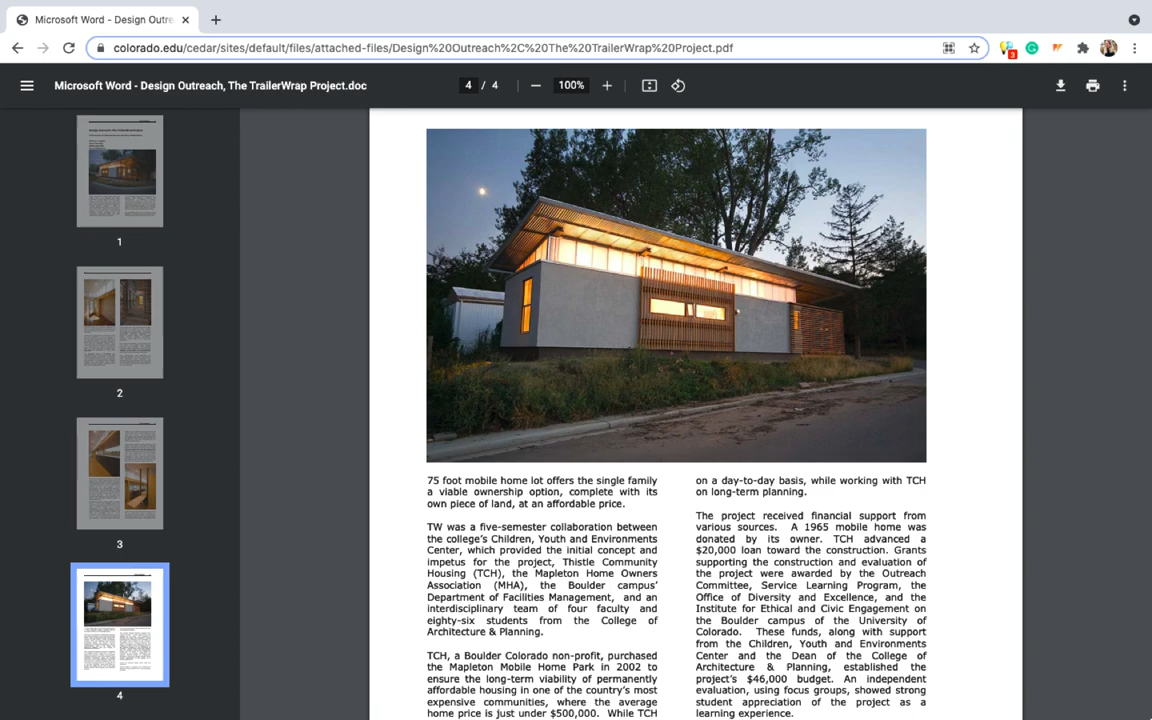 Microsoft Word - Design Outre
colorado.edu/cedar/sites/default/files/attached-files/Design%20Outreach%2C%20The%20TrailerWrap%20Project.pdf
3
Microsoft Word - Design Outreach, The TrailerWrap Project.doc
4 / 4
100%
1
2
3
4
75 foot mobile home lot offers the single family
a viable ownership option, complete with its
own piece of land, at an affordable price.
TW was a five-semester collaboration between
the college's Children, Youth and Environments
Center, which provided the initial concept and
impetus for the project, Thistle Community
Housing (TCH), the Mapleton Home Owners
Association (MHA), the Boulder campus'
Department of Facilities Management, and an
interdisciplinary team of four faculty and
eighty-six students from the College of
Architecture & Planning.
TCH, a Boulder Colorado non-profit, purchased
the Mapleton Mobile Home Park in 2002 to
ensure the long-term viability of permanently
affordable housing in one of the country's most
expensive communities, where the average
home price is just under $500,000. While TCH
on a day-to-day basis, while working with TCH
on long-term planning.
The project received financial support from
various sources. A 1965 mobile home was
donated by its owner. TCH advanced a
$20,000 loan toward the construction. Grants
supporting the construction and evaluation of
the project were awarded by the Outreach
Committee, Service Learning Program, the
Office of Diversity and Excellence, and the
Institute for Ethical and Civic Engagement on
the Boulder campus of the University of
Colorado. These funds, along with support
from the Children, Youth and Environments
Center and the Dean of the College of
Architecture & Planning, established the
project's $46,000 budget. An independent
evaluation, using focus groups, showed strong
student appreciation of the project as a
learning experience.